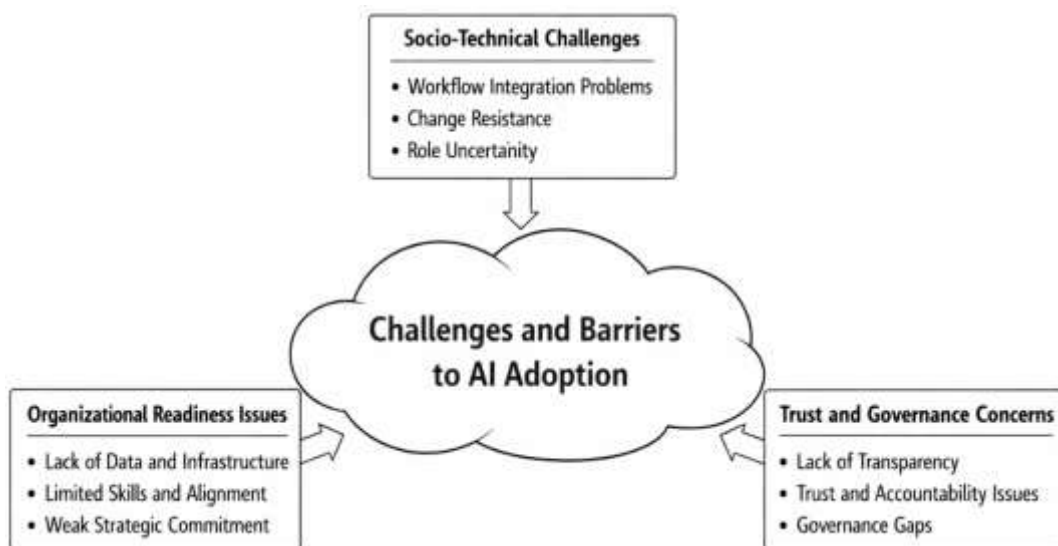 Socio-Technical Challenges
• Workflow Integration Problems
• Change Resistance
• Role Uncertanity
Challenges and Barriers
to AI Adoption
Organizational Readiness Issues
• Lack of Data and Infrastructure
• Limited Skills and Alignment
• Weak Strategic Commitment
Trust and Governance Concerns
• Lack of Transparency
• Trust and Accountability Issues
• Governance Gaps